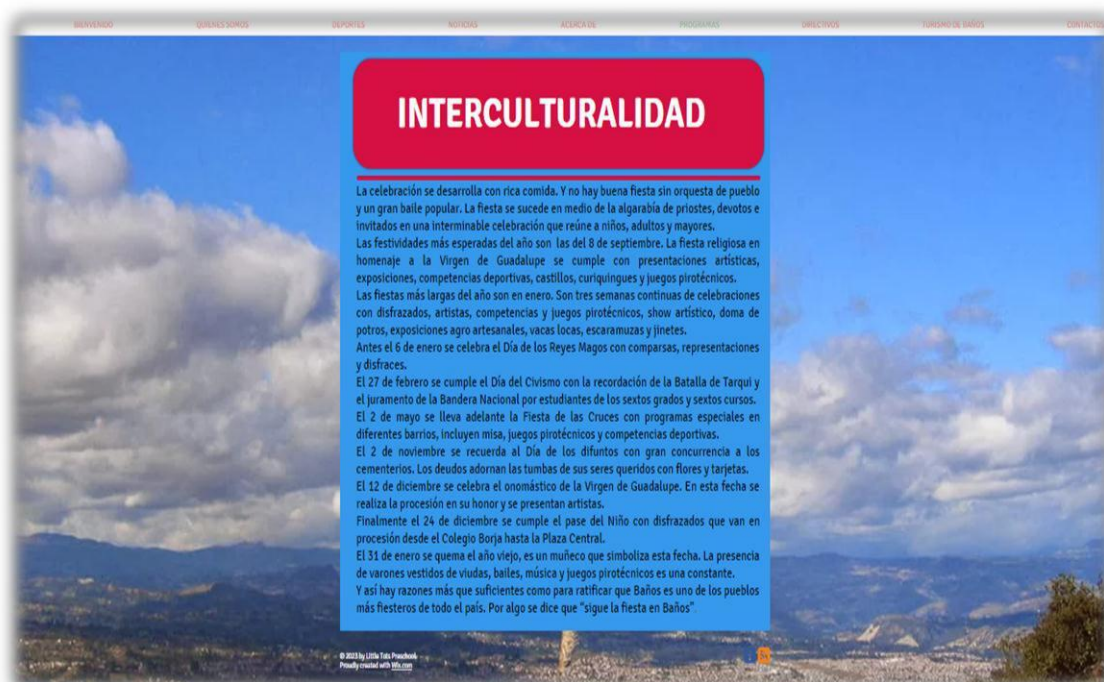 BIENVENIDO QUIENES SOMOS DEPORTES NOTICIAS ACERCA DE PROGRAMAS DIRECTIVOS TURISMO DE BAÑOS CONTACTOS
INTERCULTURALIDAD
La celebración se desarrolla con rica comida. Y no hay buena fiesta sin orquesta de pueblo
y un gran baile popular. La fiesta se sucede en medio de la algarabía de priostes, devotos e
invitados en una interminable celebración que reúne a niños, adultos y mayores.
Las festividades más esperadas del año son las del 8 de septiembre. La fiesta religiosa en
homenaje a la Virgen de Guadalupe se cumple con presentaciones artísticas,
exposiciones, competencias deportivas, castillos, curiquingues y juegos pirotécnicos.
Las fiestas más largas del año son en enero. Son tres semanas continuas de celebraciones
con disfrazados, artistas, competencias y juegos pirotécnicos, show artístico, doma de
potros, exposiciones agro artesanales, vacas locas, escaramuzas y jinetes.
Antes el 6 de enero se celebra el Día de los Reyes Magos con comparsas, representaciones
y disfraces.
El 27 de febrero se cumple el Día del Civismo con la recordación de la Batalla de Tarqui y
el juramento de la Bandera Nacional por estudiantes de los sextos grados y sextos cursos.
El 2 de mayo se lleva adelante la Fiesta de las Cruces con programas especiales en
diferentes barrios, incluyen misa, juegos pirotécnicos y competencias deportivas.
El 2 de noviembre se recuerda al Día de los difuntos con gran concurrencia a los
cementerios. Los deudos adornan las tumbas de sus seres queridos con flores y tarjetas.
El 12 de diciembre se celebra el onomástico de la Virgen de Guadalupe. En esta fecha se
realiza la procesión en su honor y se presentan artistas.
Finalmente el 24 de diciembre se cumple el pase del Niño con disfrazados que van en
procesión desde el Colegio Borja hasta la Plaza Central.
El 31 de enero se quema el año viejo, es un muñeco que simboliza esta fecha. La presencia
de varones vestidos de viudas, bailes, música y juegos pirotécnicos es una constante.
Y así hay razones más que suficientes como para ratificar que Baños es uno de los pueblos
más fiesteros de todo el país. Por algo se dice que “sigue la fiesta en Baños”.
© 2023 by Little Tots Preschool.
Proudly created with Wix.com